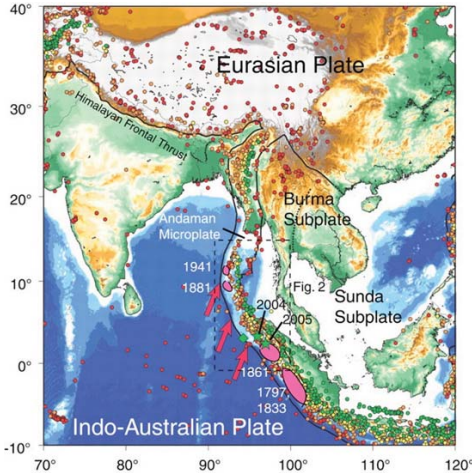 40°
Eurasian Plate
30°
Himalayan Frontal Thrust
20°
Burma
Subplate
Andaman
Microplate
1941
10°
1881
Fig. 2
Sunda
Subplate
2004
2005
0°
1861
1797
1833
Indo-Australian Plate
-10°
70° 80° 90° 100° 110° 120°